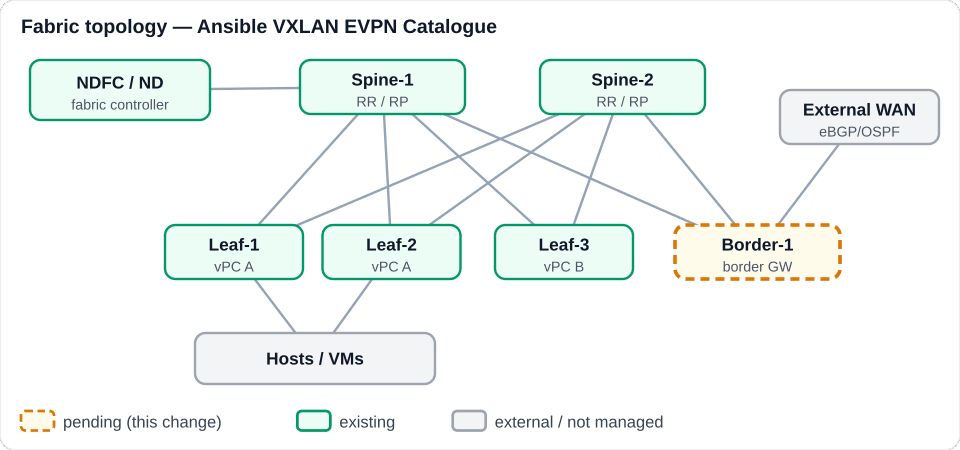 Fabric topology — Ansible VXLAN EVPN Catalogue
NDFC / ND
fabric controller
Spine-1
RR / RP
Spine-2
RR / RP
External WAN
eBGP/OSPF
Leaf-1
vPC A
Leaf-2
vPC A
Leaf-3
vPC B
Border-1
border GW
Hosts / VMs
pending (this change)
existing
external / not managed